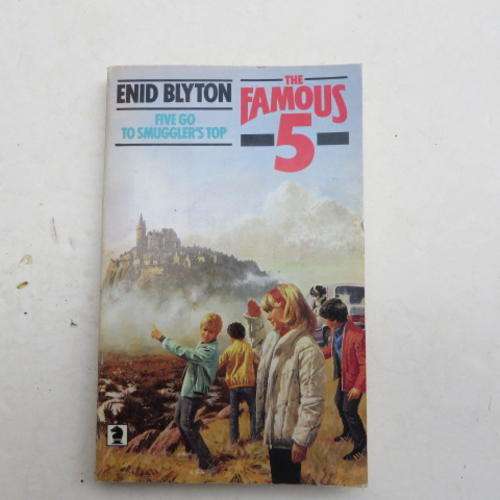 ENID BLYTON
FIVE GO
TO SMUGGLER'S TOP
THE
FAMOUS
5